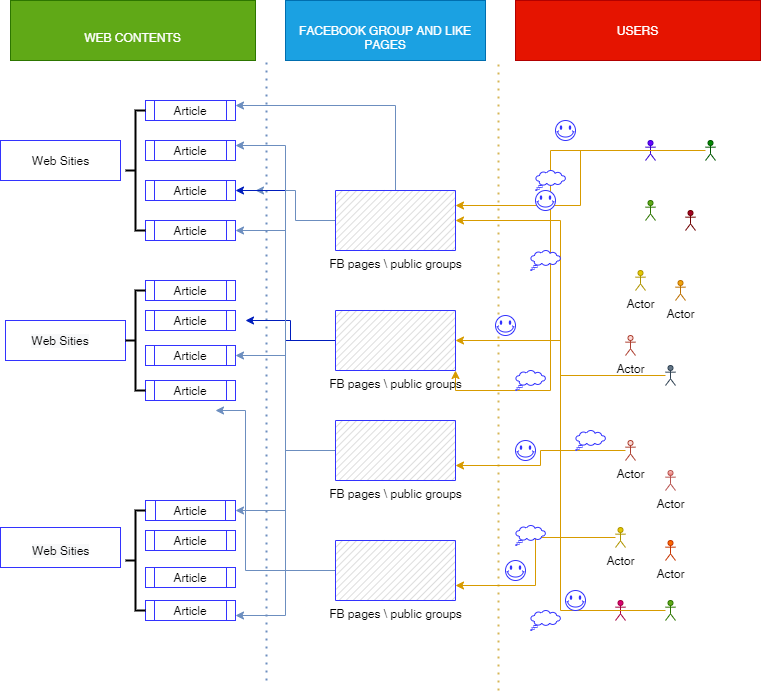 WEB CONTENTS
FACEBOOK GROUP AND LIKE
PAGES
USERS
Article
Web Sities
Article
Article
Article
FB pages \ public groups
Article
Article
Web Sities
Article
Article
FB pages \ public groups
Actor
Actor
Actor
FB pages \ public groups
Actor
Actor
Article
Article
Web Sities
Article
Article
FB pages \ public groups
Actor
Actor